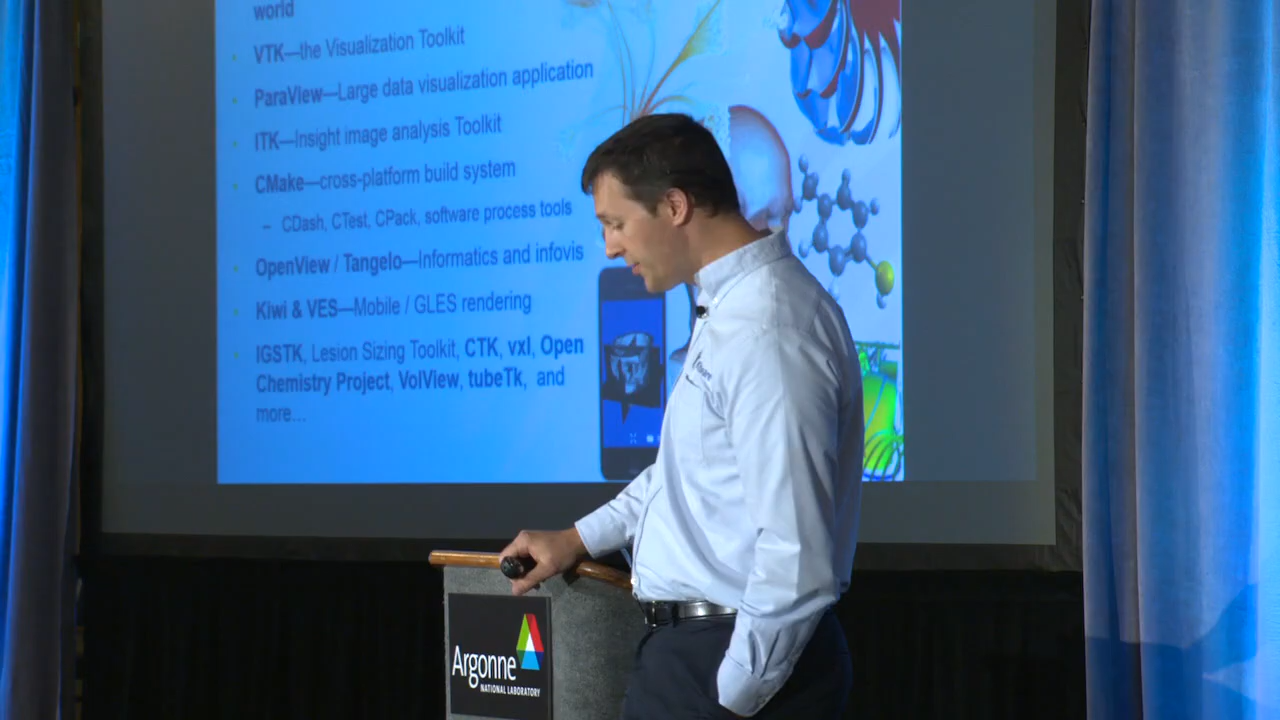 world
VTK—the Visualization Toolkit
ParaView—Large data visualization application
ITK—Insight image analysis Toolkit
CMake—cross-platform build system
– CDash, CTest, CPack, software process tools
OpenView / Tangelo—Informatics and infovis
Kiwi & VES—Mobile / GLES rendering
IGSTK, Lesion Sizing Toolkit, CTK, vxl, Open
Chemistry Project, VolView, tubeTk, and
more...
Argonne
NATIONAL LABORATORY